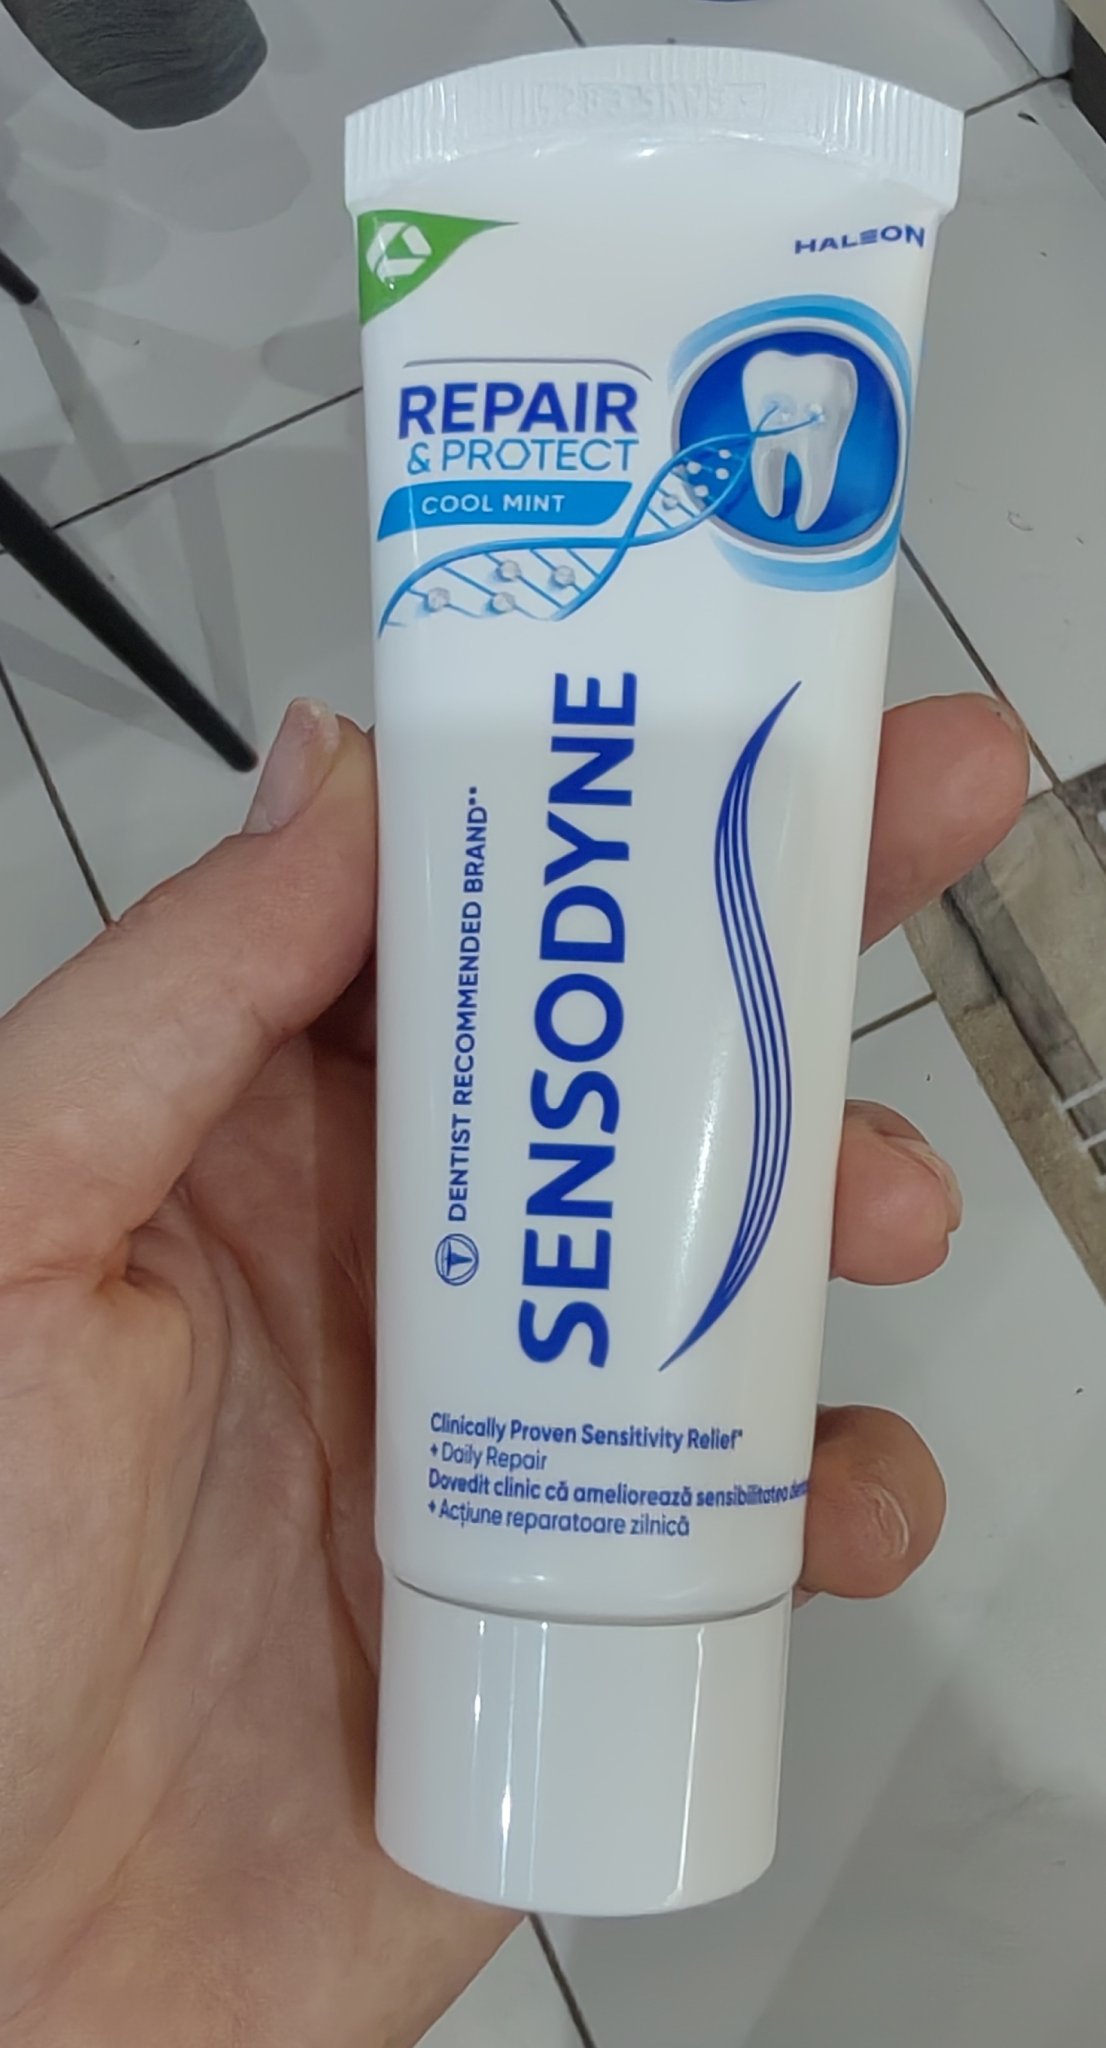 HALEON
REPAIR
& PROTECT
COOL MINT
SENSODYNE
DENTIST RECOMMENDED BRAND**
Clinically Proven Sensitivity Relief*
+ Daily Repair
Dovedit clinic că ameliorează sensibilitatea
+ Acțiune reparatoare zilnică